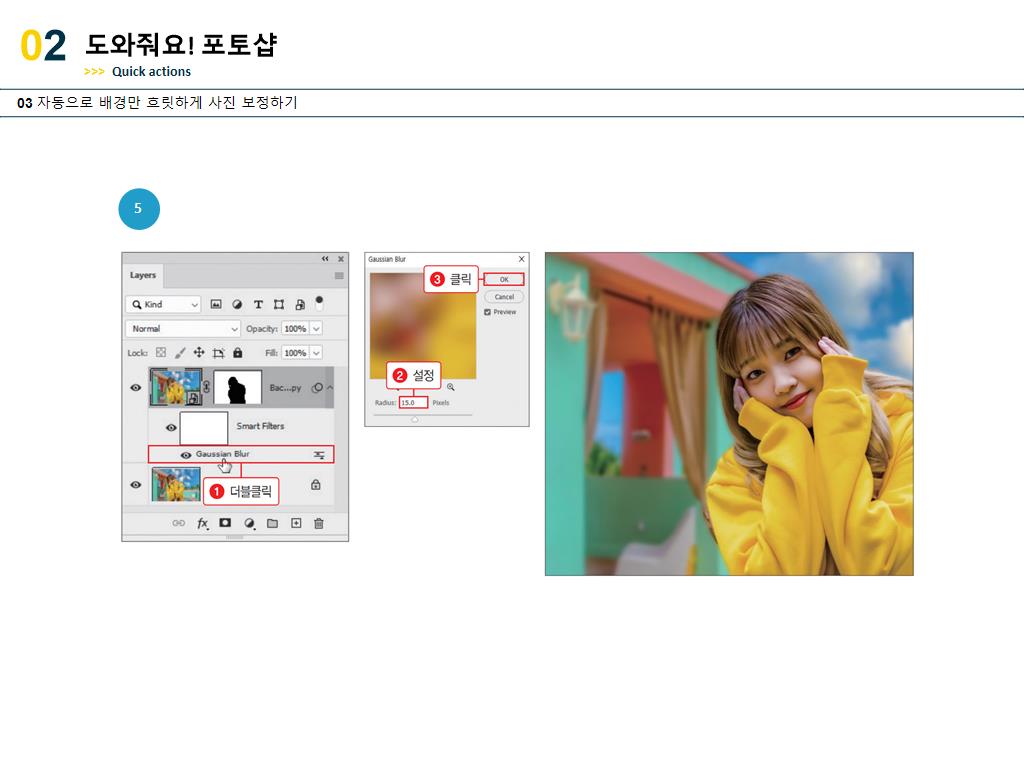 02 도와줘요! 포토샵
>>> Quick actions
03 자동으로 배경만 흐릿하게 사진 보정하기
5
Layers
Kind
Normal
Opacity: 100%
Lock:
Fill: 100%
Bac...py
Smart Filters
Gaussian Blur
1 더블클릭
fx
Gaussian Blur
3 클릭
OK
Cancel
Preview
2 설정
Radius: 15.0 Pixels